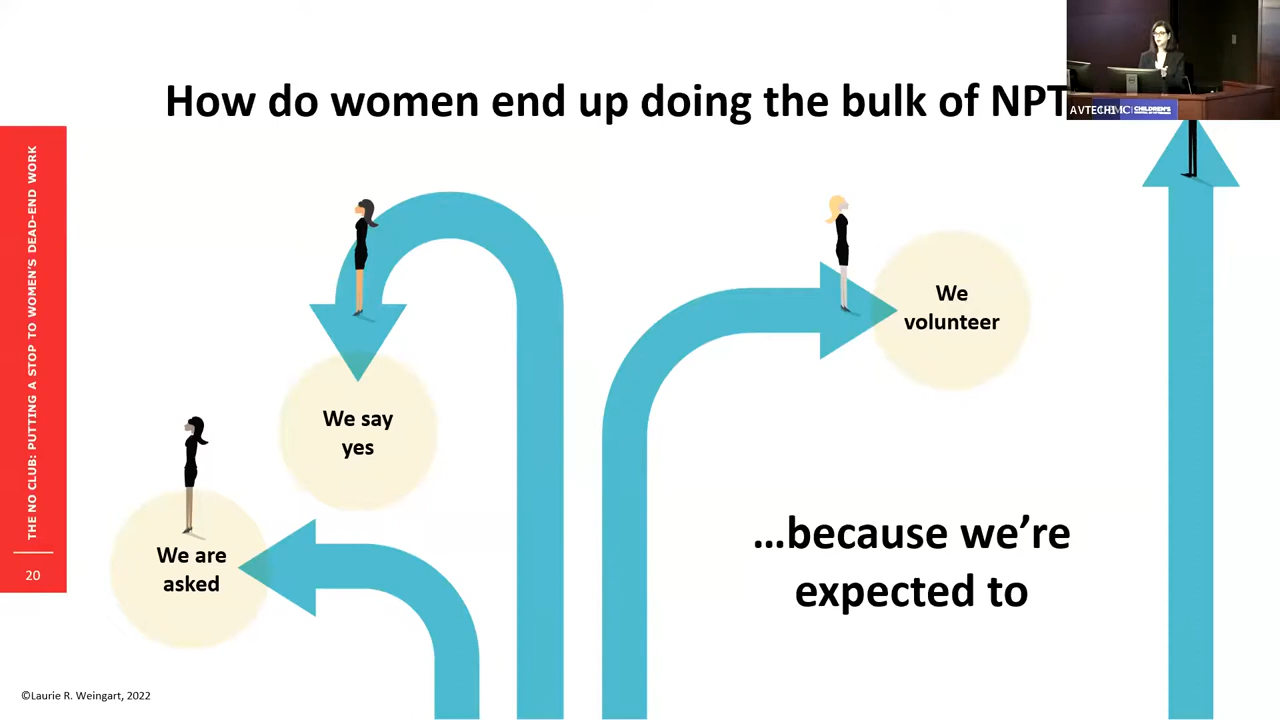 How do women end up doing the bulk of NPT
THE NO CLUB: PUTTING A STOP TO WOMEN'S DEAD-END WORK
20
We
volunteer
We say
yes
We are
asked
…because we're
expected to
©Laurie R. Weingart, 2022
CHILDREN'S